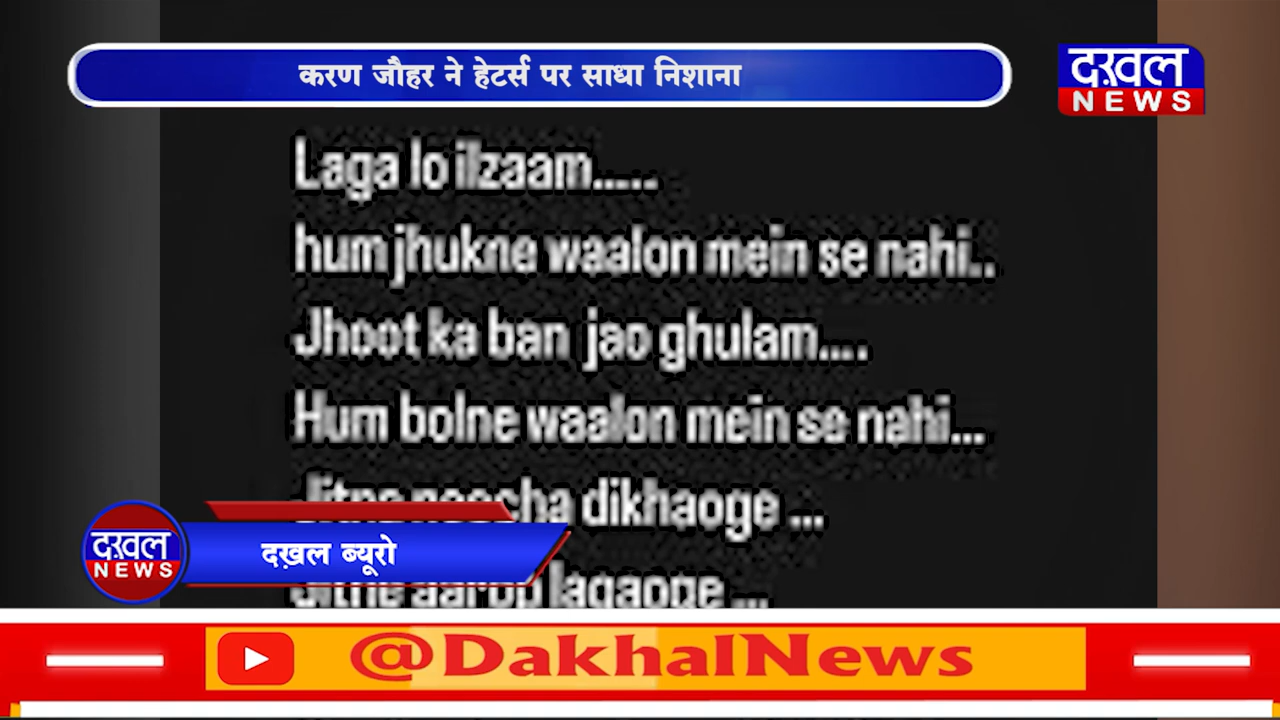 करण जौहर ने हेटर्स पर साधा निशाना
दख़ल
NEWS
Laga lo ilzaam.....
hum jhukne waalon mein se nahi..
Jhoot ka ban jao ghulam....
Hum bolne waalon mein se nahi...
dikhaoge ...
lagaoge ...
दख़ल
NEWS
दख़ल ब्यूरो
@DakhalNews